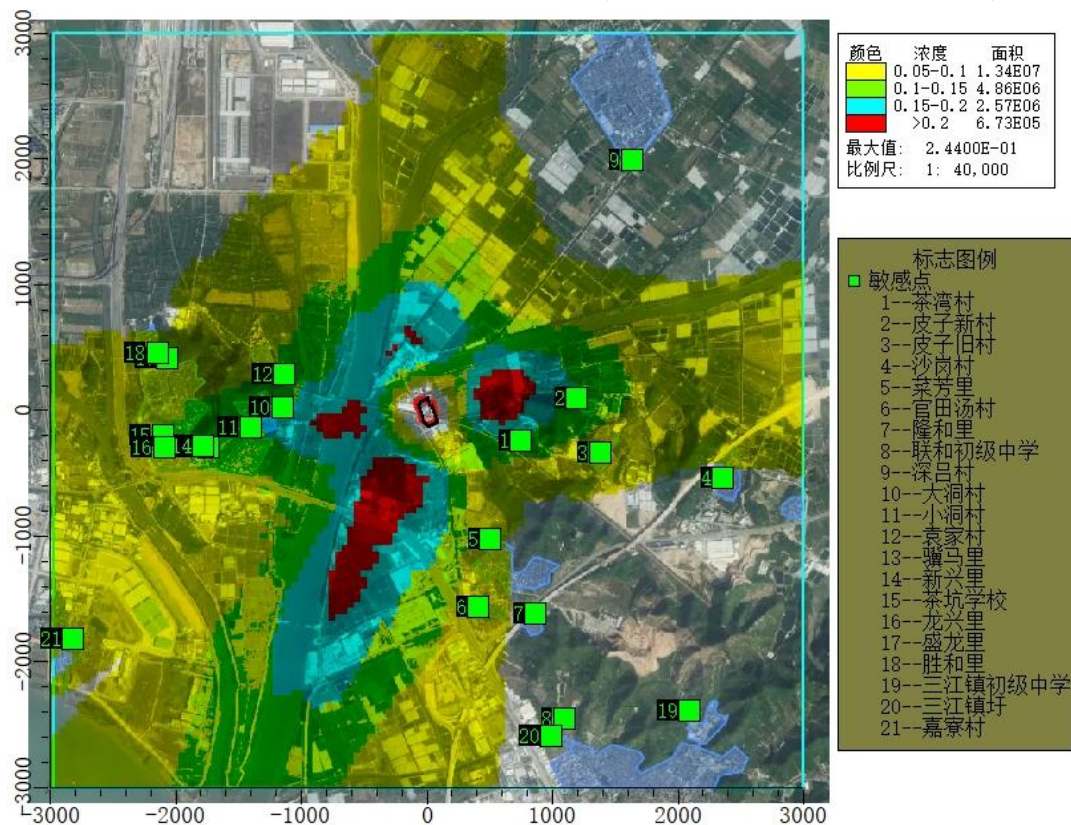 颜色 浓度 面积
0.05-0.1 1.34E07
0.1-0.15 4.86E06
0.15-0.2 2.57E06
>0.2 6.73E05
最大值: 2.4400E-01
比例尺: 1: 40,000
标志图例
敏感点
1--茶湾村
2--皮子新村
3--皮子旧村
4--沙岗村
5--菜芳里
6--官田汤村
7--隆和里
8--联和初级中学
9--深吕村
10--大洞村
11--小洞村
12--袁家村
13--骥马里
14--新兴里
15--茶坑学校
16--龙兴里
17--盛龙里
18--胜和里
19--三江镇初级中学
20--三江镇圩
21--嘉寮村
3000
2000
1000
0
-1000
-2000
-3000
9
18
12
10
2
11
15
16
14
1
3
4
5
6
7
21
8
19
20
-3000 -2000 -1000 0 1000 2000 3000